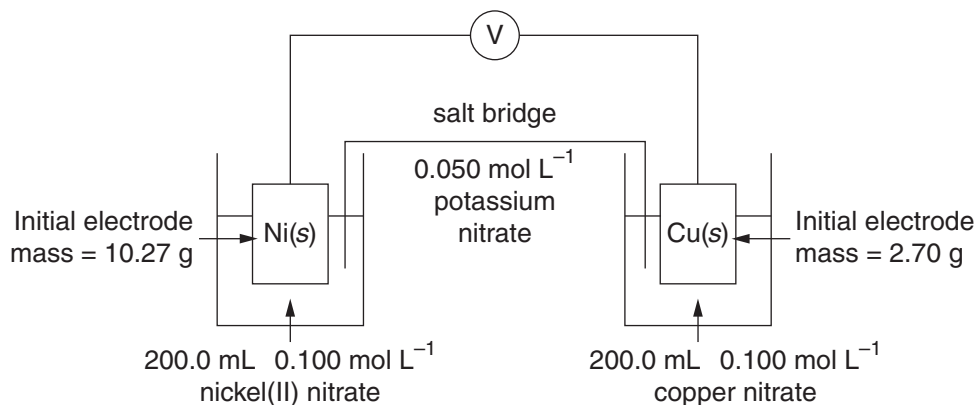 V
salt bridge
0.050 mol L⁻¹
potassium
nitrate
Initial electrode
mass = 10.27 g
Ni(s)
Cu(s)
Initial electrode
mass = 2.70 g
200.0 mL 0.100 mol L⁻¹
nickel(II) nitrate
200.0 mL 0.100 mol L⁻¹
copper nitrate